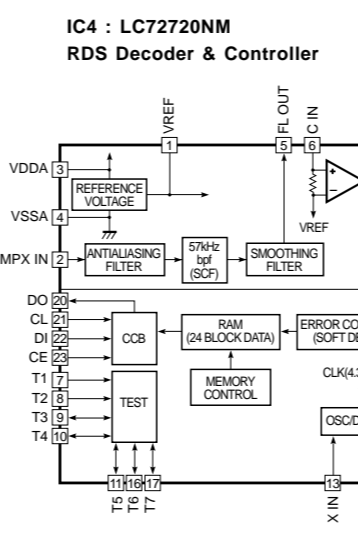 IC4 : LC72720NM
RDS Decoder & Controller
VREF
FL OUT
C IN
1
5
6
VDDA 3
REFERENCE
VOLTAGE
+
−
VSSA 4
VREF
MPX IN 2
ANTIALIASING
FILTER
57kHz
bpf
(SCF)
SMOOTHING
FILTER
DO 20
CL 21
DI 22
CE 23
CCB
RAM
(24 BLOCK DATA)
ERROR
(SOFT
T1 7
T2 8
T3 9
T4 10
TEST
MEMORY
CONTROL
11 16 17
13
T5
T6
T7
X IN